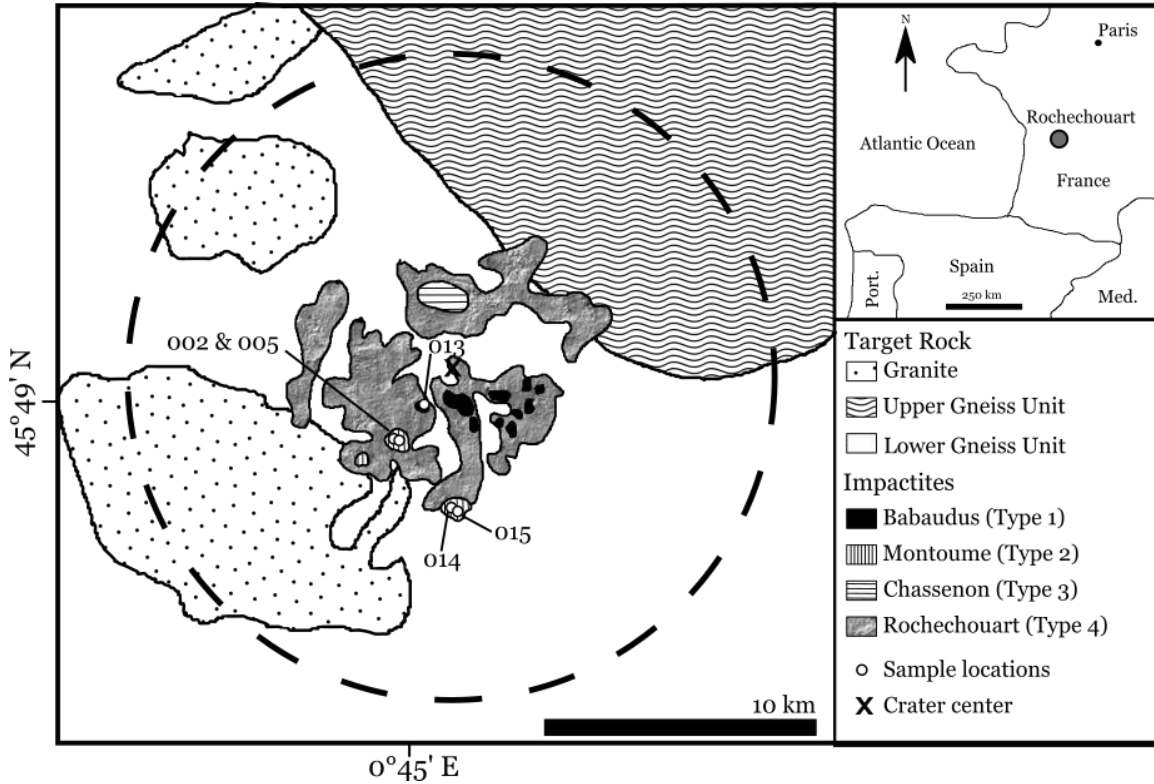 002 & 005
013
014
015
45°49' N
0°45' E
10 km
N
Paris
Rochechouart
Atlantic Ocean
France
Spain
Port.
250 km
Med.
Target Rock
Granite
Upper Gneiss Unit
Lower Gneiss Unit
Impactites
Babaudus (Type 1)
Montoume (Type 2)
Chassenon (Type 3)
Rochechouart (Type 4)
Sample locations
X Crater center